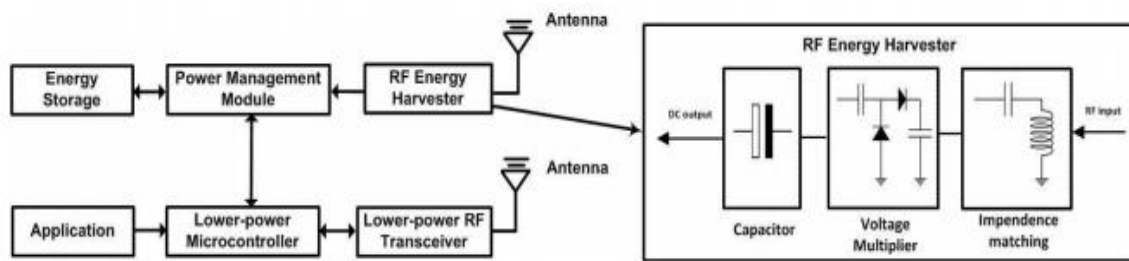 Antenna
Energy
Storage
Power Management
Module
RF Energy
Harvester
Antenna
Application
Lower-power
Microcontroller
Lower-power RF
Transceiver
RF Energy Harvester
DC output
RF input
Capacitor
Voltage
Multiplier
Impendence
matching